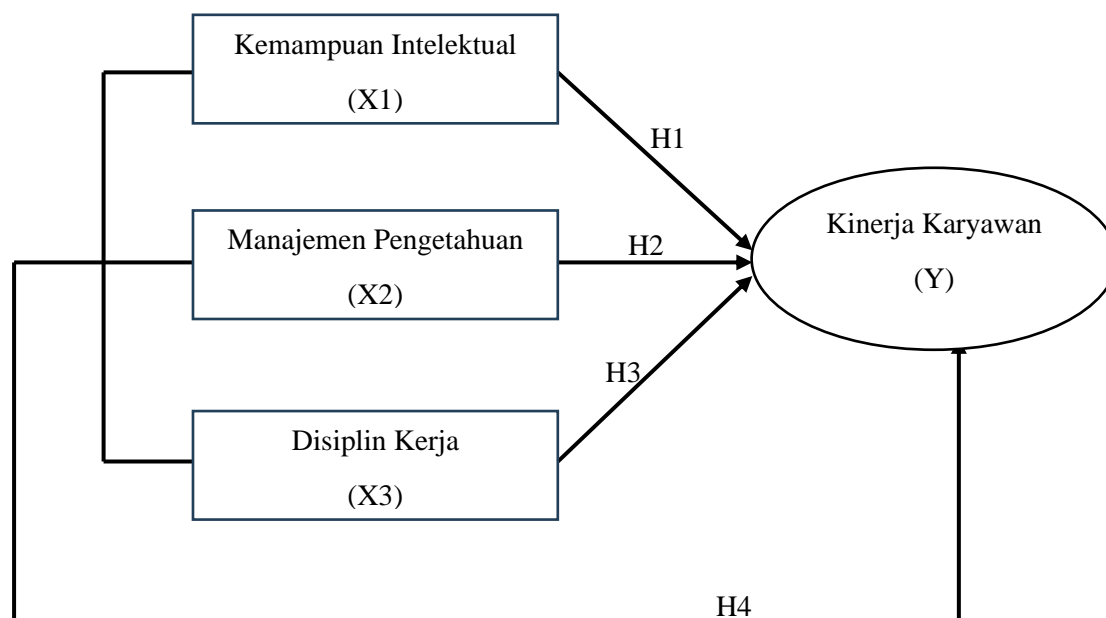 Kemampuan Intelektual
(X1)
H1
Manajemen Pengetahuan
(X2)
H2
Kinerja Karyawan
(Y)
H3
Disiplin Kerja
(X3)
H4